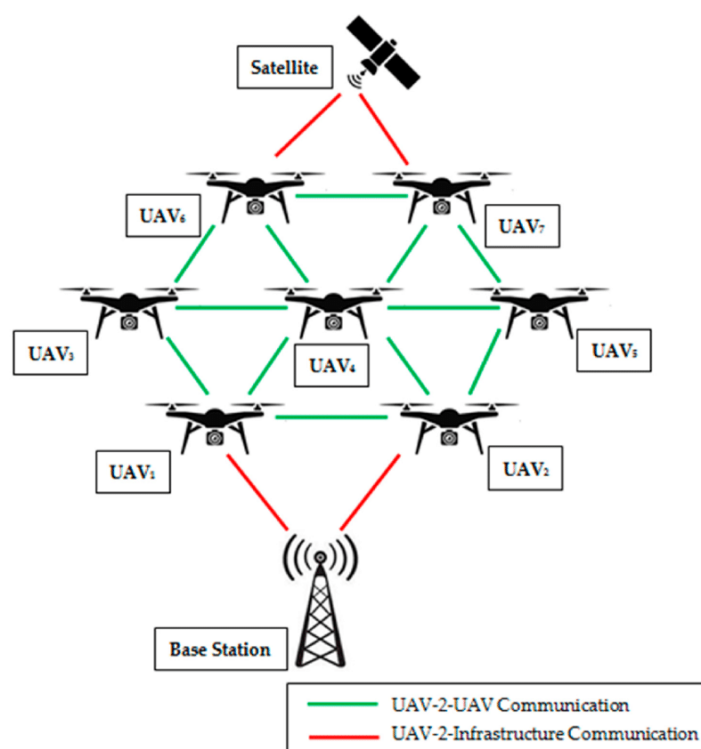 Satellite
UAV₆
UAV₇
UAV₃
UAV₄
UAV₅
UAV₁
UAV₂
Base Station
UAV-2-UAV Communication
UAV-2-Infrastructure Communication